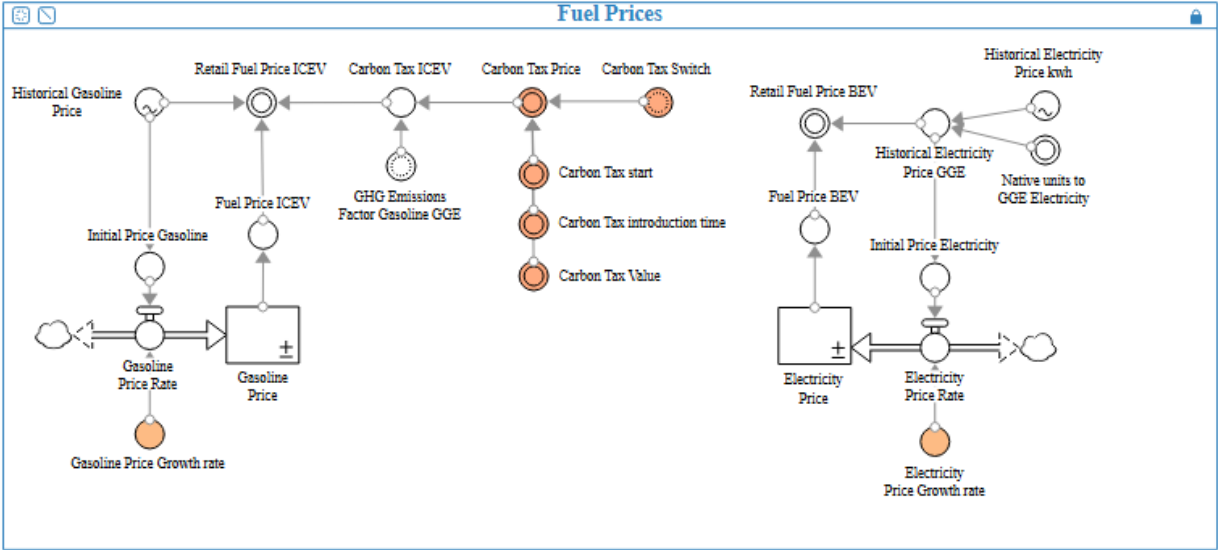 Fuel Prices
Historical Electricity
Price kwh
Retail Fuel Price ICEV
Carbon Tax ICEV
Carbon Tax Price
Carbon Tax Switch
Historical Gasoline
Price
Retail Fuel Price BEV
Historical Electricity
Price GGE
Native units to
GGE Electricity
Carbon Tax start
GHG Emissions
Factor Gasoline GGE
Fuel Price ICEV
Fuel Price BEV
Carbon Tax introduction time
Initial Price Gasoline
Initial Price Electricity
Carbon Tax Value
Gasoline
Price Rate
Gasoline
Price
Electricity
Price
Electricity
Price Rate
Gasoline Price Growth rate
Electricity
Price Growth rate